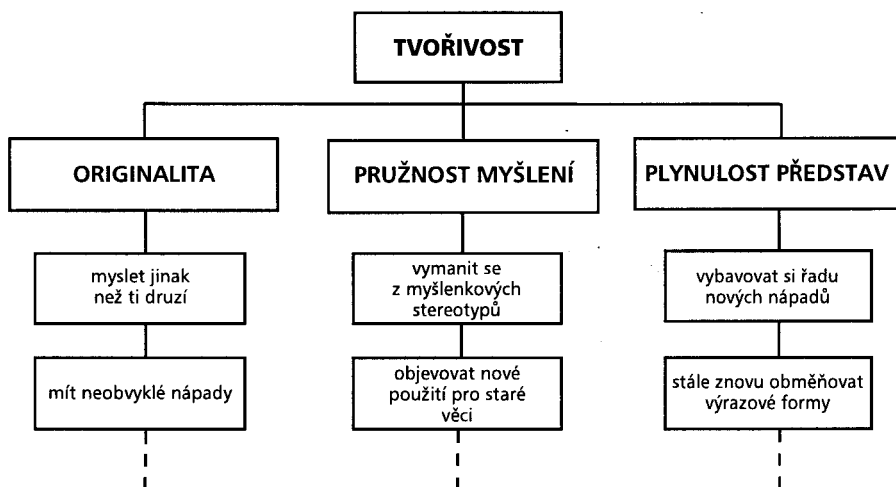 TVOŘIVOST
ORIGINALITA
PRUŽNOST MYŠLENÍ
PLYNULOST PŘEDSTAV
myslet jinak
než ti druzí
vymanit se
z myšlenkových
stereotypů
vybavovat si řadu
nových nápadů
mít neobvyklé nápady
objevovat nové
použití pro staré
věci
stále znovu obměňovat
výrazové formy